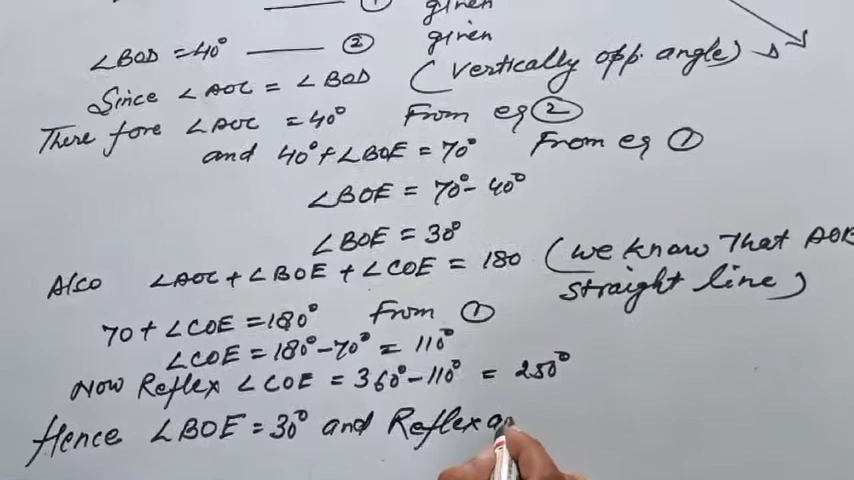 ① given
∠BOD = 40° ② given
Since ∠AOC = ∠BOD (vertically opp. angle)
There fore ∠AOC = 40° From eq ②
and 40° + ∠BOE = 70° From eq ①
∠BOE = 70° - 40°
∠BOE = 30°
Also ∠AOC + ∠BOE + ∠COE = 180 (we know That AOB
straight line)
70 + ∠COE = 180° From ①
∠COE = 180° - 70° = 110°
Now Reflex ∠COE = 360° - 110° = 250°
Hence ∠BOE = 30° and Reflex